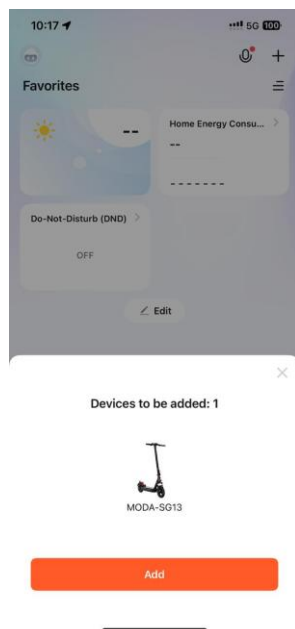 10:17
5G 100
Favorites
--
Home Energy Consu...
--
-------
Do-Not-Disturb (DND)
OFF
Edit
Devices to be added: 1
MODA-SG13
Add